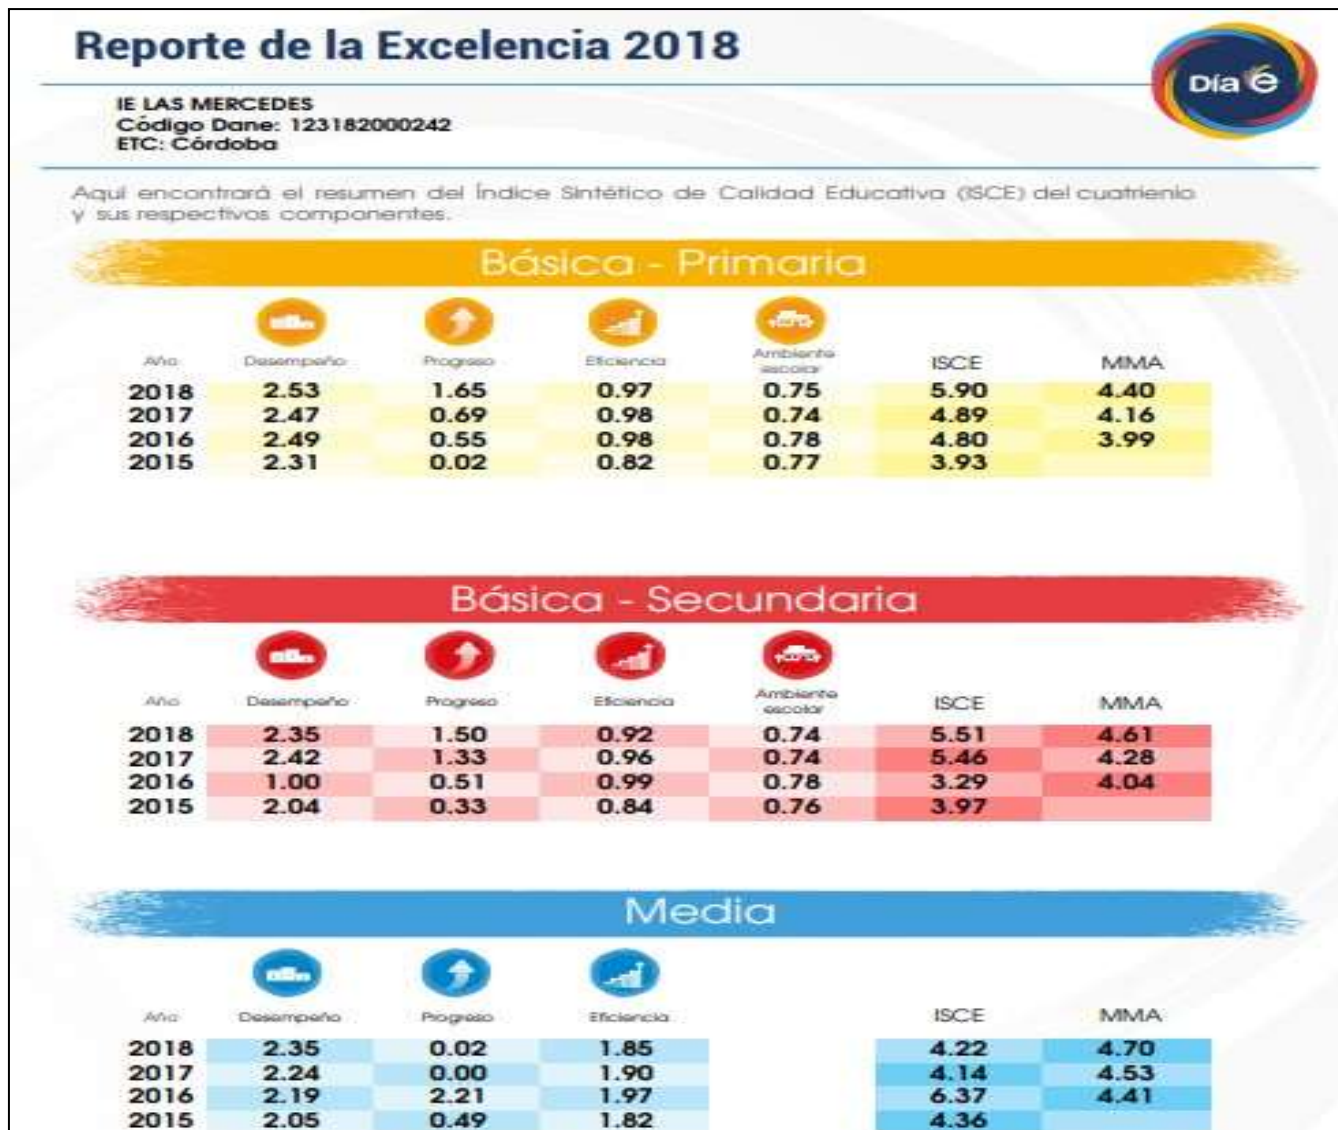 Reporte de la Excelencia 2018
Día é
IE LAS MERCEDES
Código Dane: 123182000242
ETC: Córdoba
Aquí encontrará el resumen del Índice Sintético de Calidad Educativa (ISCE) del cuatrienio
y sus respectivos componentes.
Básica - Primaria
Año Desempeño Progreso Eficiencia Ambiente escolar ISCE MMA
2018 2.53 1.65 0.97 0.75 5.90 4.40
2017 2.47 0.69 0.98 0.74 4.89 4.16
2016 2.49 0.55 0.98 0.78 4.80 3.99
2015 2.31 0.02 0.82 0.77 3.93
Básica - Secundaria
Año Desempeño Progreso Eficiencia Ambiente escolar ISCE MMA
2018 2.35 1.50 0.92 0.74 5.51 4.61
2017 2.42 1.33 0.96 0.74 5.46 4.28
2016 1.00 0.51 0.99 0.78 3.29 4.04
2015 2.04 0.33 0.84 0.76 3.97
Media
Año Desempeño Progreso Eficiencia ISCE MMA
2018 2.35 0.02 1.85 4.22 4.70
2017 2.24 0.00 1.90 4.14 4.53
2016 2.19 2.21 1.97 6.37 4.41
2015 2.05 0.49 1.82 4.36